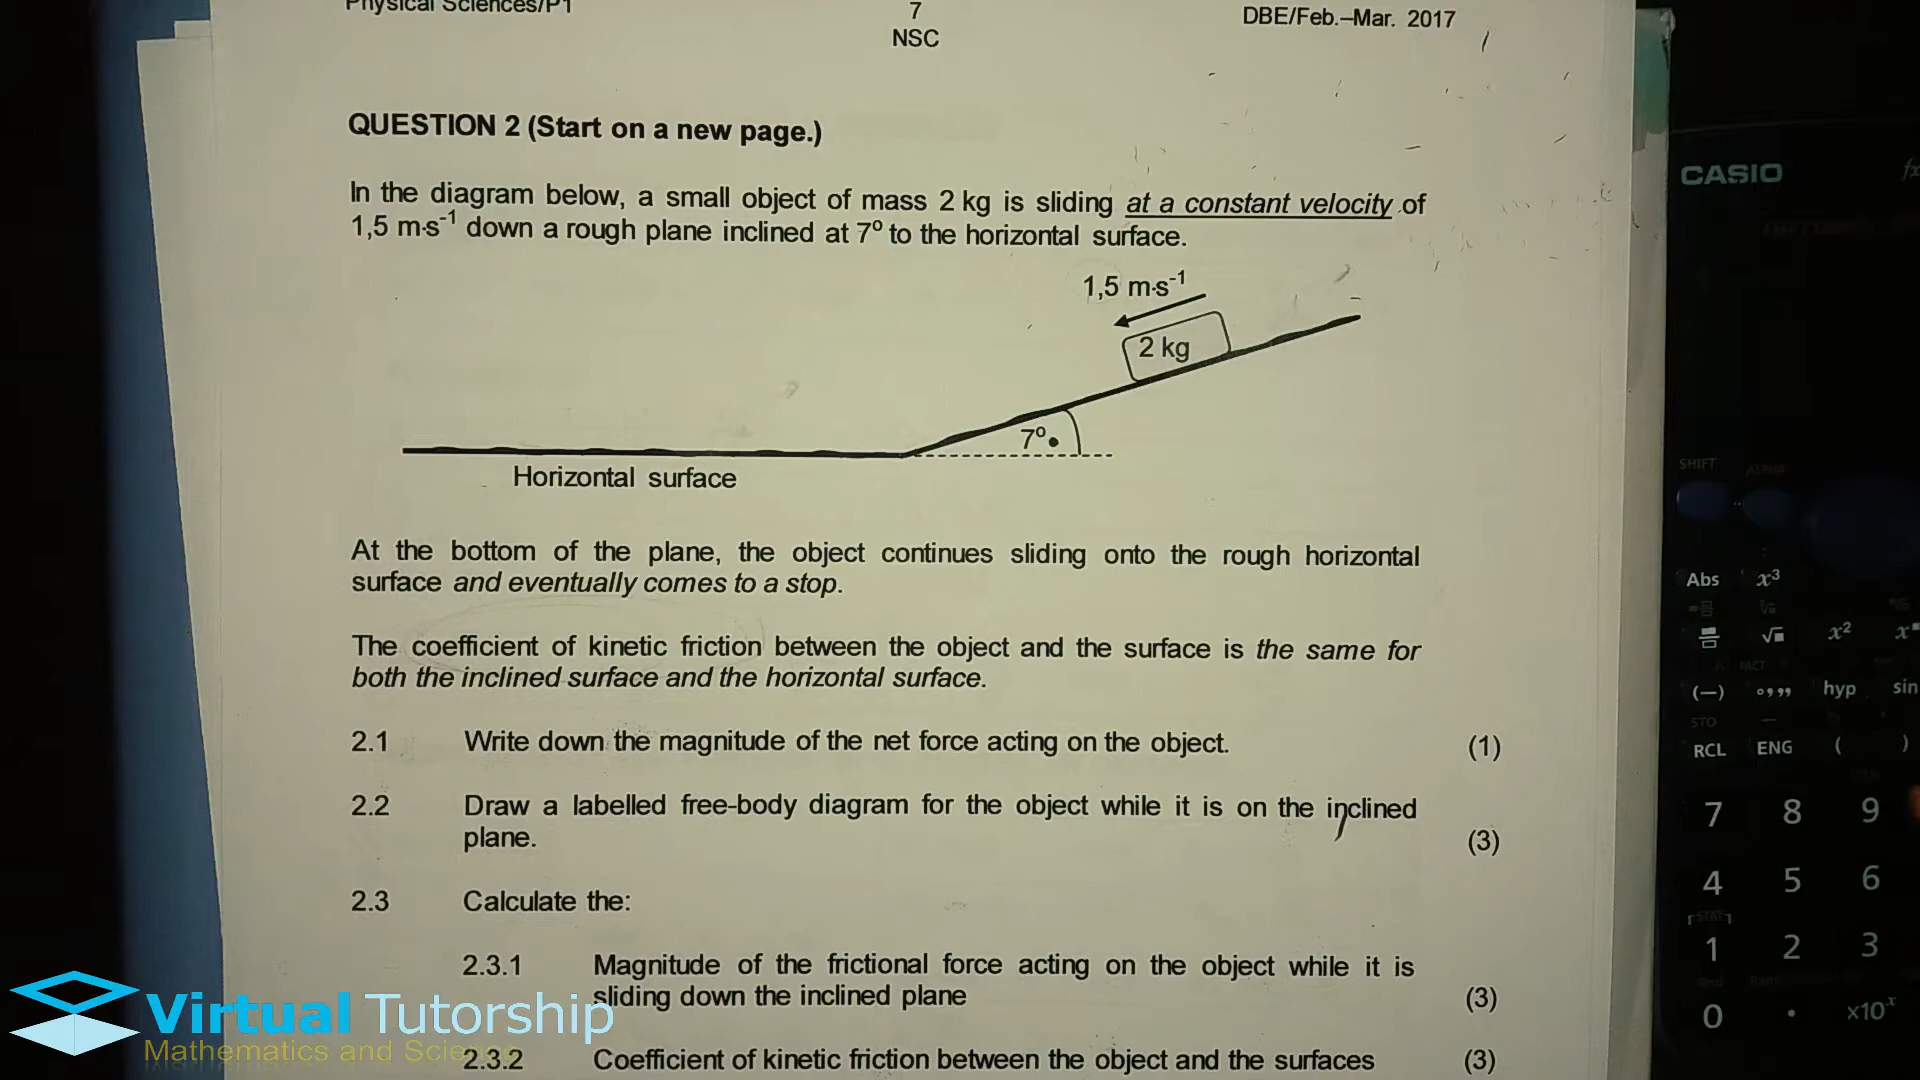 Physical Sciences/P1
7
DBE/Feb.–Mar. 2017
NSC
QUESTION 2 (Start on a new page.)
In the diagram below, a small object of mass 2 kg is sliding at a constant velocity of
1,5 m·s⁻¹ down a rough plane inclined at 7º to the horizontal surface.
1,5 m·s⁻¹
2 kg
7º
Horizontal surface
At the bottom of the plane, the object continues sliding onto the rough horizontal
surface and eventually comes to a stop.
The coefficient of kinetic friction between the object and the surface is the same for
both the inclined surface and the horizontal surface.
2.1 Write down the magnitude of the net force acting on the object. (1)
2.2 Draw a labelled free-body diagram for the object while it is on the inclined
plane. (3)
2.3 Calculate the:
2.3.1 Magnitude of the frictional force acting on the object while it is
sliding down the inclined plane (3)
2.3.2 Coefficient of kinetic friction between the object and the surfaces (3)
Virtual Tutorship
Mathematics and Science
CASIO
SHIFT ALPHA
Abs x³
√■ x²
(−) °,,, hyp sin
STO
RCL ENG ( )
7 8 9
4 5 6
STAT
1 2 3
0 · ×10ˣ